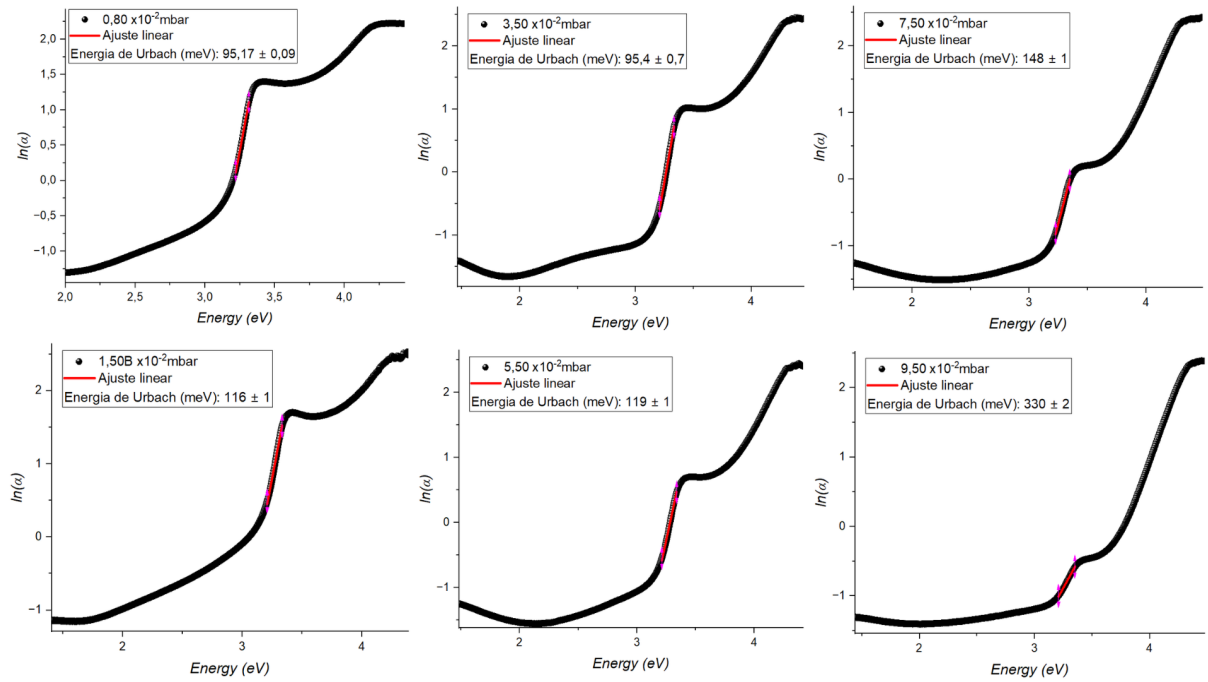 0,80 x10⁻²mbar
Ajuste linear
Energia de Urbach (meV): 95,17 ± 0,09
2,0
1,5
1,0
0,5
0,0
−0,5
−1,0
ln(α)
2,0 2,5 3,0 3,5 4,0
Energy (eV)
3,50 x10⁻²mbar
Ajuste linear
Energia de Urbach (meV): 95,4 ± 0,7
2
1
0
−1
ln(α)
2 3 4
Energy (eV)
7,50 x10⁻²mbar
Ajuste linear
Energia de Urbach (meV): 148 ± 1
2
1
0
−1
ln(α)
2 3 4
Energy (eV)
1,50B x10⁻²mbar
Ajuste linear
Energia de Urbach (meV): 116 ± 1
2
1
0
−1
ln(α)
2 3 4
Energy (eV)
5,50 x10⁻²mbar
Ajuste linear
Energia de Urbach (meV): 119 ± 1
2
1
0
−1
ln(α)
2 3 4
Energy (eV)
9,50 x10⁻²mbar
Ajuste linear
Energia de Urbach (meV): 330 ± 2
2
1
0
−1
ln(α)
2 3 4
Energy (eV)